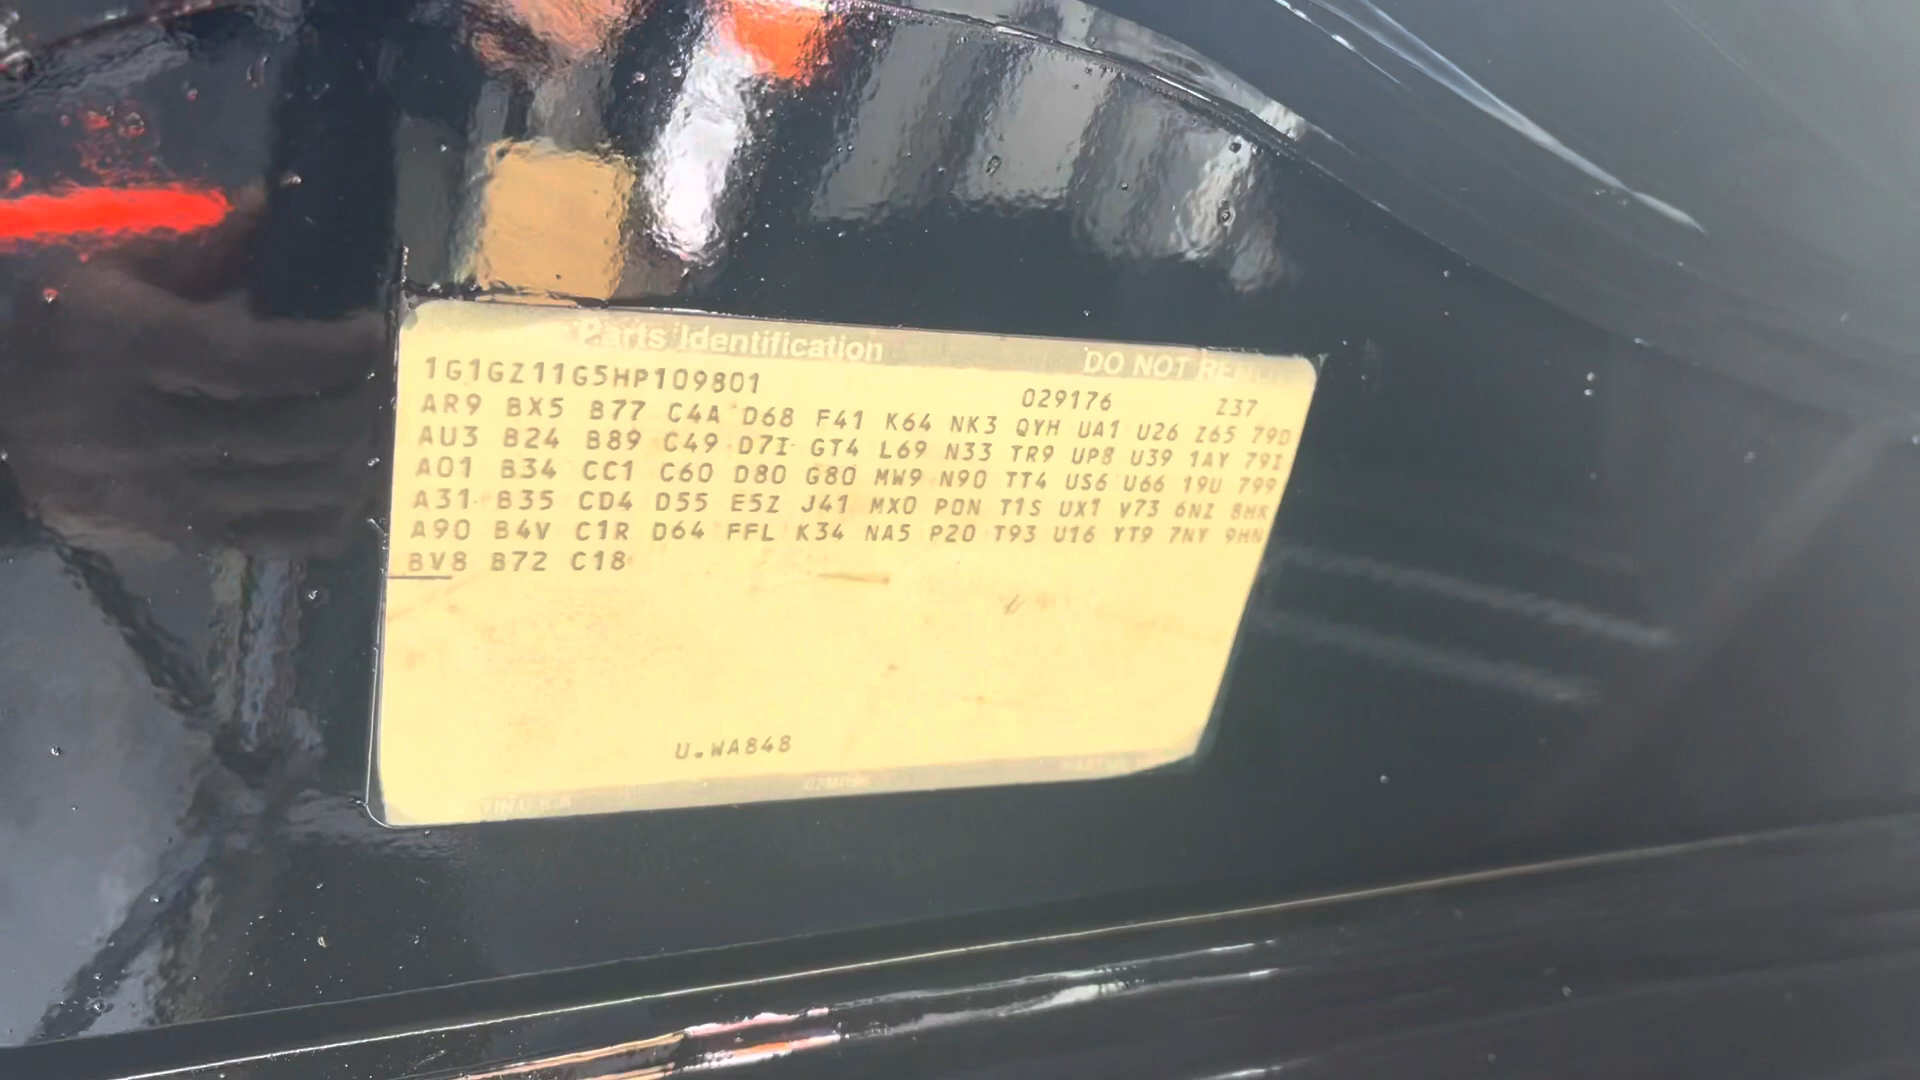 Parts Identification DO NOT
1G1GZ11G5HP109801 029176 Z37
AR9 BX5 B77 C4A D68 F41 K64 NK3 QYH UA1 U26 Z65 79D
AU3 B24 B89 C49 D7I GT4 L69 N33 TR9 UP8 U39 1AY 79I
A01 B34 CC1 C60 D80 G80 MW9 N90 TT4 US6 U66 19U 799
A31 B35 CD4 D55 E5Z J41 MX0 PON T1S UX1 V73 6NZ 8HK
A90 B4V C1R D64 FFL K34 NA5 P20 T93 U16 YT9 7NY 9HN
BV8 B72 C18
U.WA848